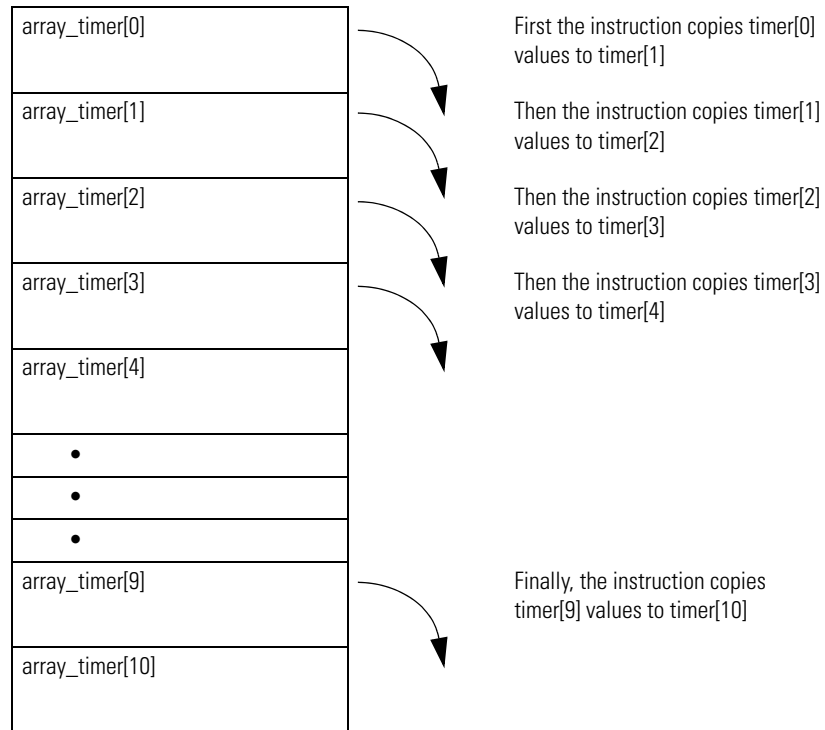 array_timer[0]
First the instruction copies timer[0]
values to timer[1]
array_timer[1]
Then the instruction copies timer[1]
values to timer[2]
array_timer[2]
Then the instruction copies timer[2]
values to timer[3]
array_timer[3]
Then the instruction copies timer[3]
values to timer[4]
array_timer[4]
•
•
•
array_timer[9]
Finally, the instruction copies
timer[9] values to timer[10]
array_timer[10]